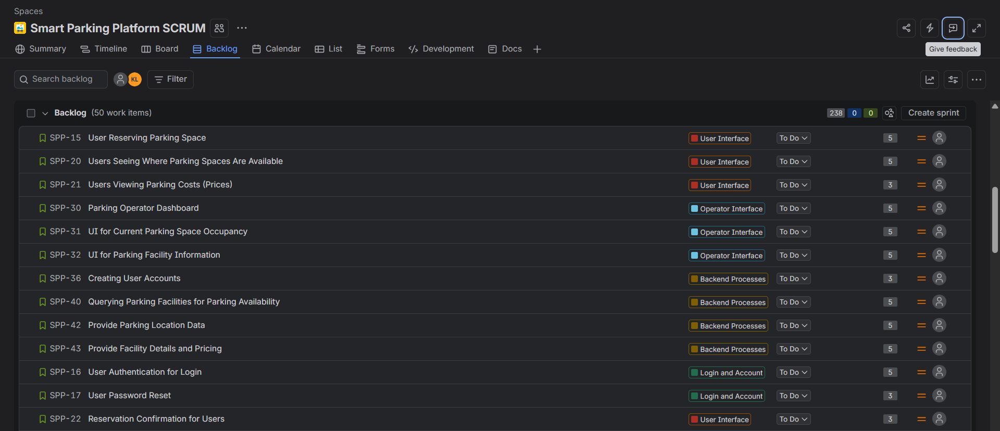 Spaces
Smart Parking Platform SCRUM
Summary Timeline Board Backlog Calendar List Forms Development Docs
Give feedback
Search backlog KL Filter
Backlog (50 work items) 238 0 0 Create sprint
SPP-15 User Reserving Parking Space User Interface To Do 5
SPP-20 Users Seeing Where Parking Spaces Are Available User Interface To Do 5
SPP-21 Users Viewing Parking Costs (Prices) User Interface To Do 3
SPP-30 Parking Operator Dashboard Operator Interface To Do 5
SPP-31 UI for Current Parking Space Occupancy Operator Interface To Do 5
SPP-32 UI for Parking Facility Information Operator Interface To Do 5
SPP-36 Creating User Accounts Backend Processes To Do 3
SPP-40 Querying Parking Facilities for Parking Availability Backend Processes To Do 5
SPP-42 Provide Parking Location Data Backend Processes To Do 5
SPP-43 Provide Facility Details and Pricing Backend Processes To Do 5
SPP-16 User Authentication for Login Login and Account To Do 5
SPP-17 User Password Reset Login and Account To Do 3
SPP-22 Reservation Confirmation for Users User Interface To Do 3